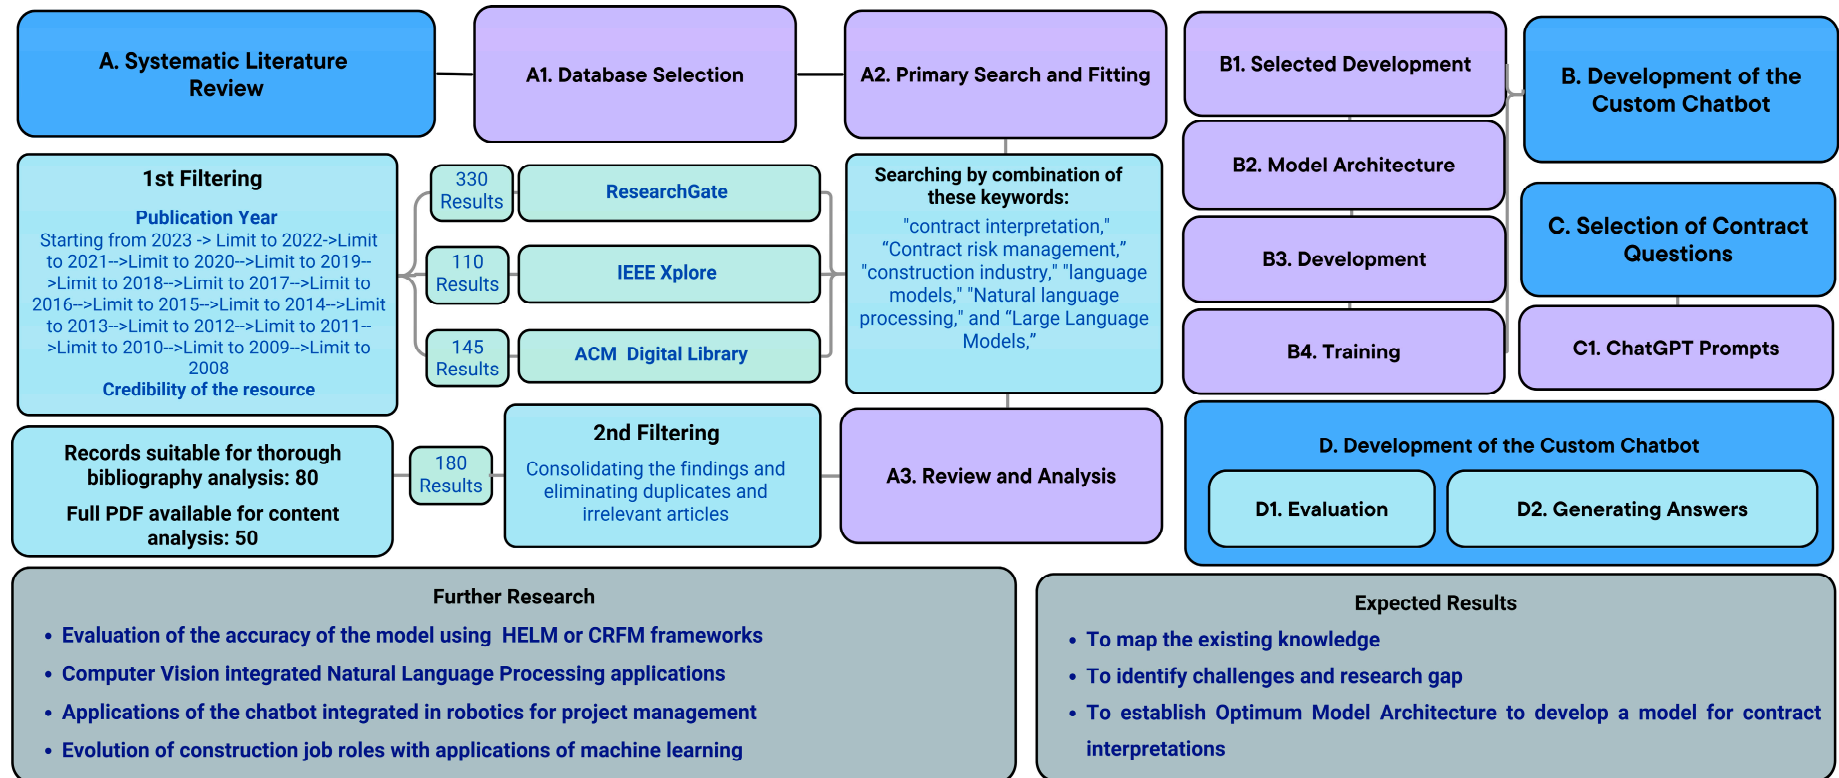 A. Systematic Literature
Review
A1. Database Selection
A2. Primary Search and Fitting
1st Filtering
Publication Year
Starting from 2023 -> Limit to 2022->Limit
to 2021-->Limit to 2020-->Limit to 2019--
>Limit to 2018-->Limit to 2017-->Limit to
2016-->Limit to 2015-->Limit to 2014-->Limit
to 2013-->Limit to 2012-->Limit to 2011--
>Limit to 2010-->Limit to 2009-->Limit to
2008
Credibility of the resource
330
Results
ResearchGate
110
Results
IEEE Xplore
145
Results
ACM  Digital Library
Searching by combination of
these keywords:
"contract interpretation,"
“Contract risk management,”
"construction industry," "language
models," "Natural language
processing," and “Large Language
Models,”
Records suitable for thorough
bibliography analysis: 80
Full PDF available for content
analysis: 50
180
Results
2nd Filtering
Consolidating the findings and
eliminating duplicates and
irrelevant articles
A3. Review and Analysis
B1. Selected Development
B2. Model Architecture
B3. Development
B4. Training
B. Development of the
Custom Chatbot
C. Selection of Contract
Questions
C1. ChatGPT Prompts
D. Development of the Custom Chatbot
D1. Evaluation
D2. Generating Answers
Further Research
• Evaluation of the accuracy of the model using  HELM or CRFM frameworks
• Computer Vision integrated Natural Language Processing applications
• Applications of the chatbot integrated in robotics for project management
• Evolution of construction job roles with applications of machine learning
Expected Results
• To map the existing knowledge
• To identify challenges and research gap
• To establish Optimum Model Architecture to develop a model for contract
interpretations